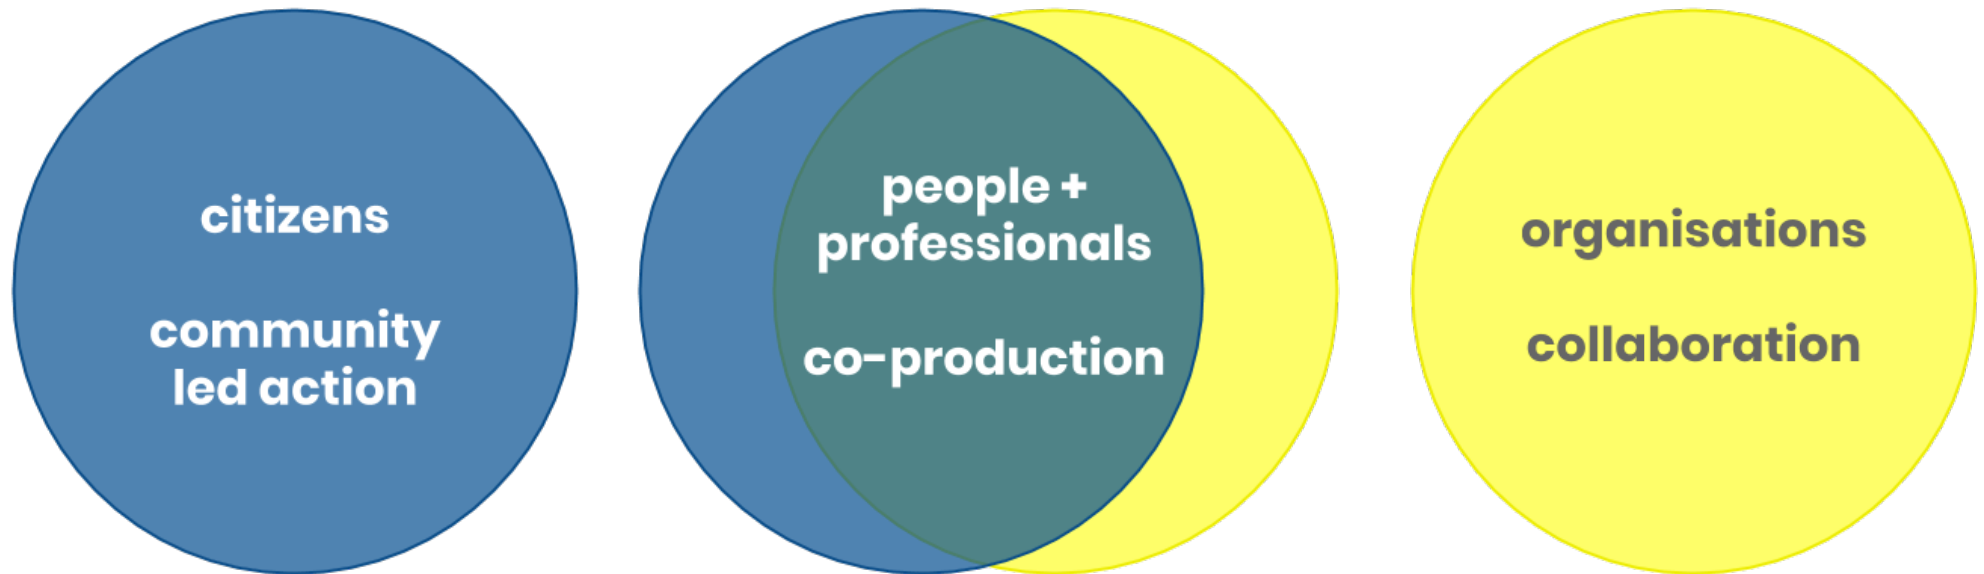 citizens
community
led action
people +
professionals
co-production
organisations
collaboration